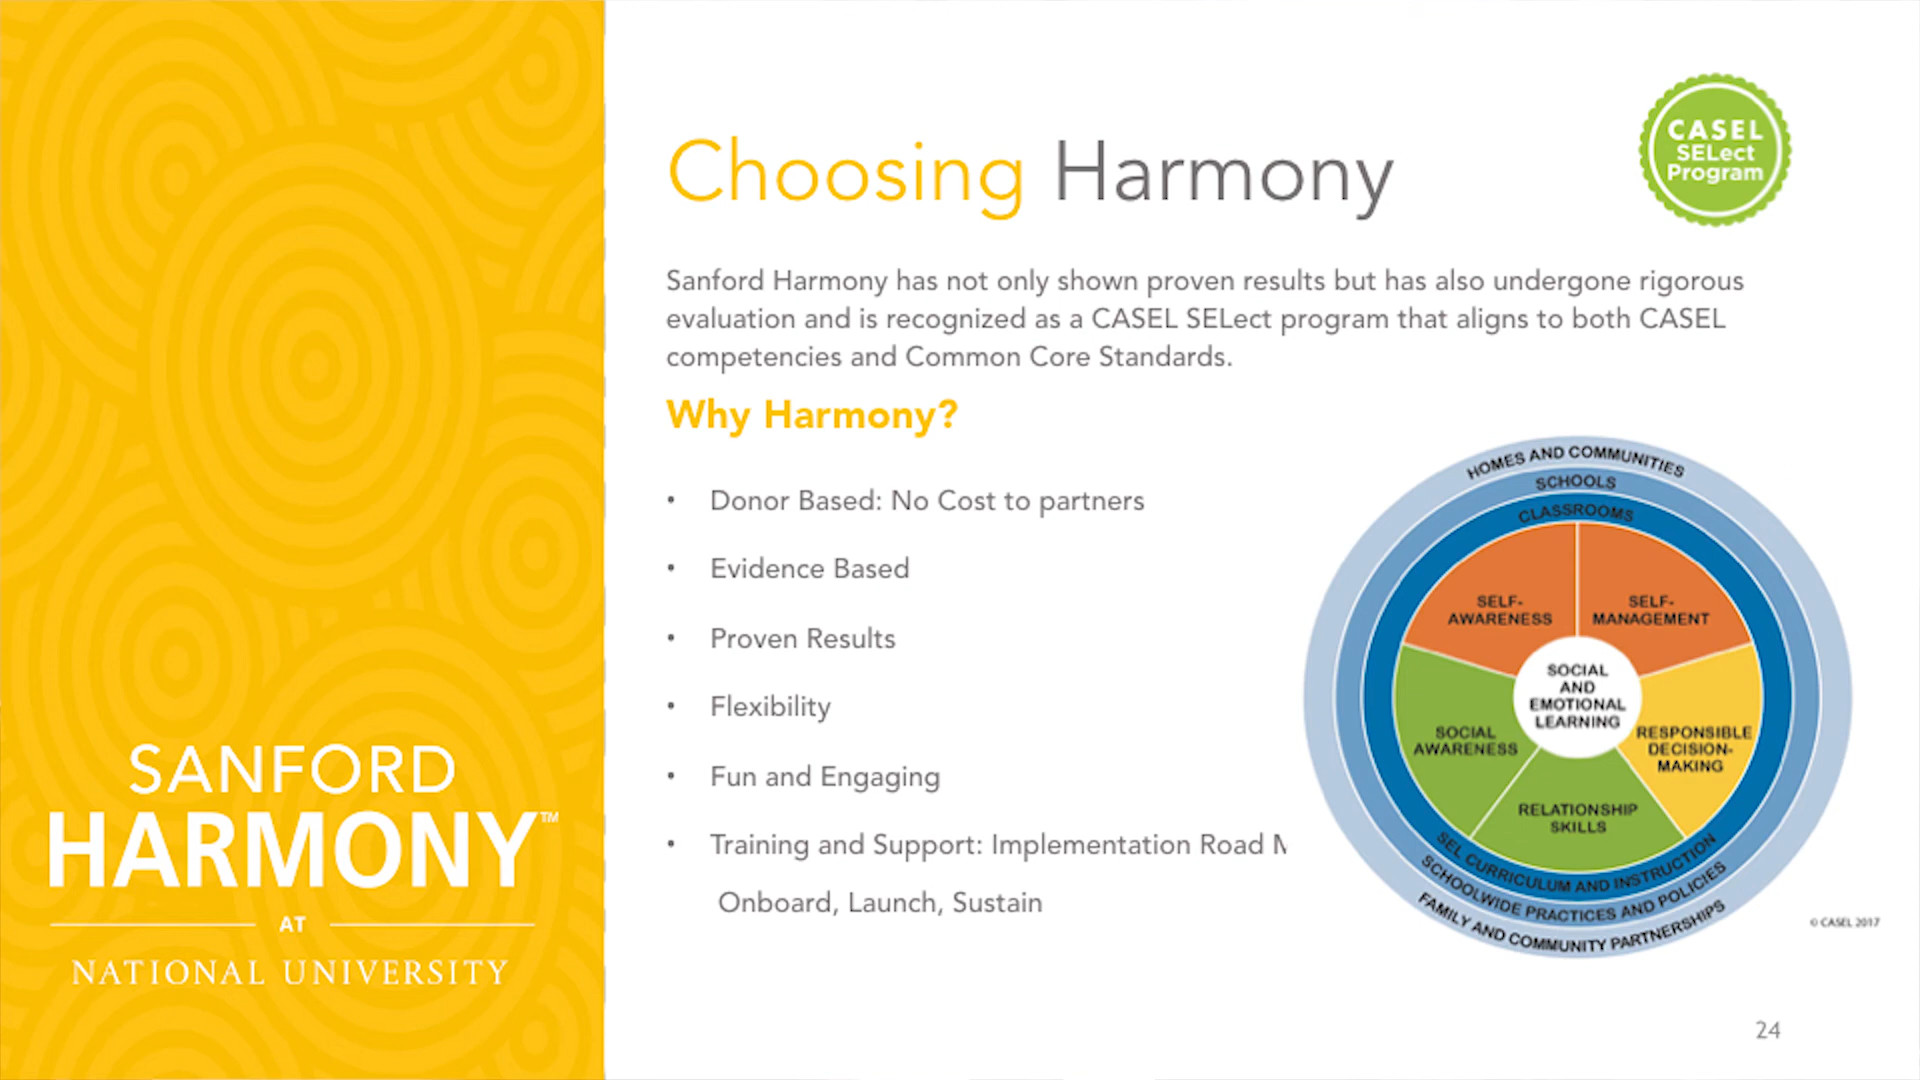 SANFORD
HARMONY™
AT
NATIONAL UNIVERSITY
Choosing Harmony
CASEL
SELect
Program
Sanford Harmony has not only shown proven results but has also undergone rigorous
evaluation and is recognized as a CASEL SELect program that aligns to both CASEL
competencies and Common Core Standards.
Why Harmony?
• Donor Based: No Cost to partners
• Evidence Based
• Proven Results
• Flexibility
• Fun and Engaging
• Training and Support: Implementation Road
Onboard, Launch, Sustain
HOMES AND COMMUNITIES
SCHOOLS
CLASSROOMS
SELF-
AWARENESS
SELF-
MANAGEMENT
SOCIAL
AND
EMOTIONAL
LEARNING
SOCIAL
AWARENESS
RESPONSIBLE
DECISION-
MAKING
RELATIONSHIP
SKILLS
SEL CURRICULUM AND INSTRUCTION
SCHOOLWIDE PRACTICES AND POLICIES
FAMILY AND COMMUNITY PARTNERSHIPS
© CASEL 2017
24